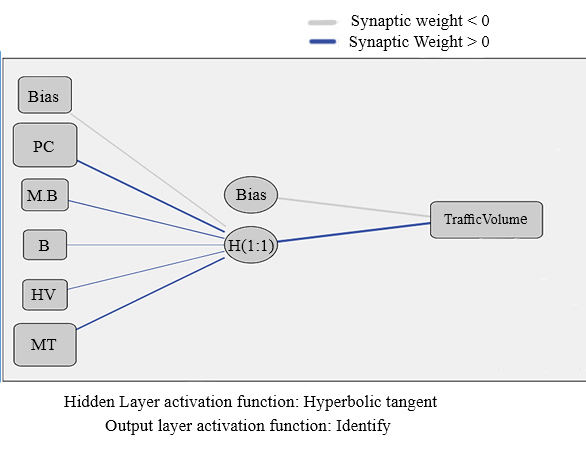 Synaptic weight < 0
Synaptic Weight > 0
Bias
PC
M.B
B
HV
MT
Bias
H(1:1)
TrafficVolume
Hidden Layer activation function: Hyperbolic tangent
Output layer activation function: Identify